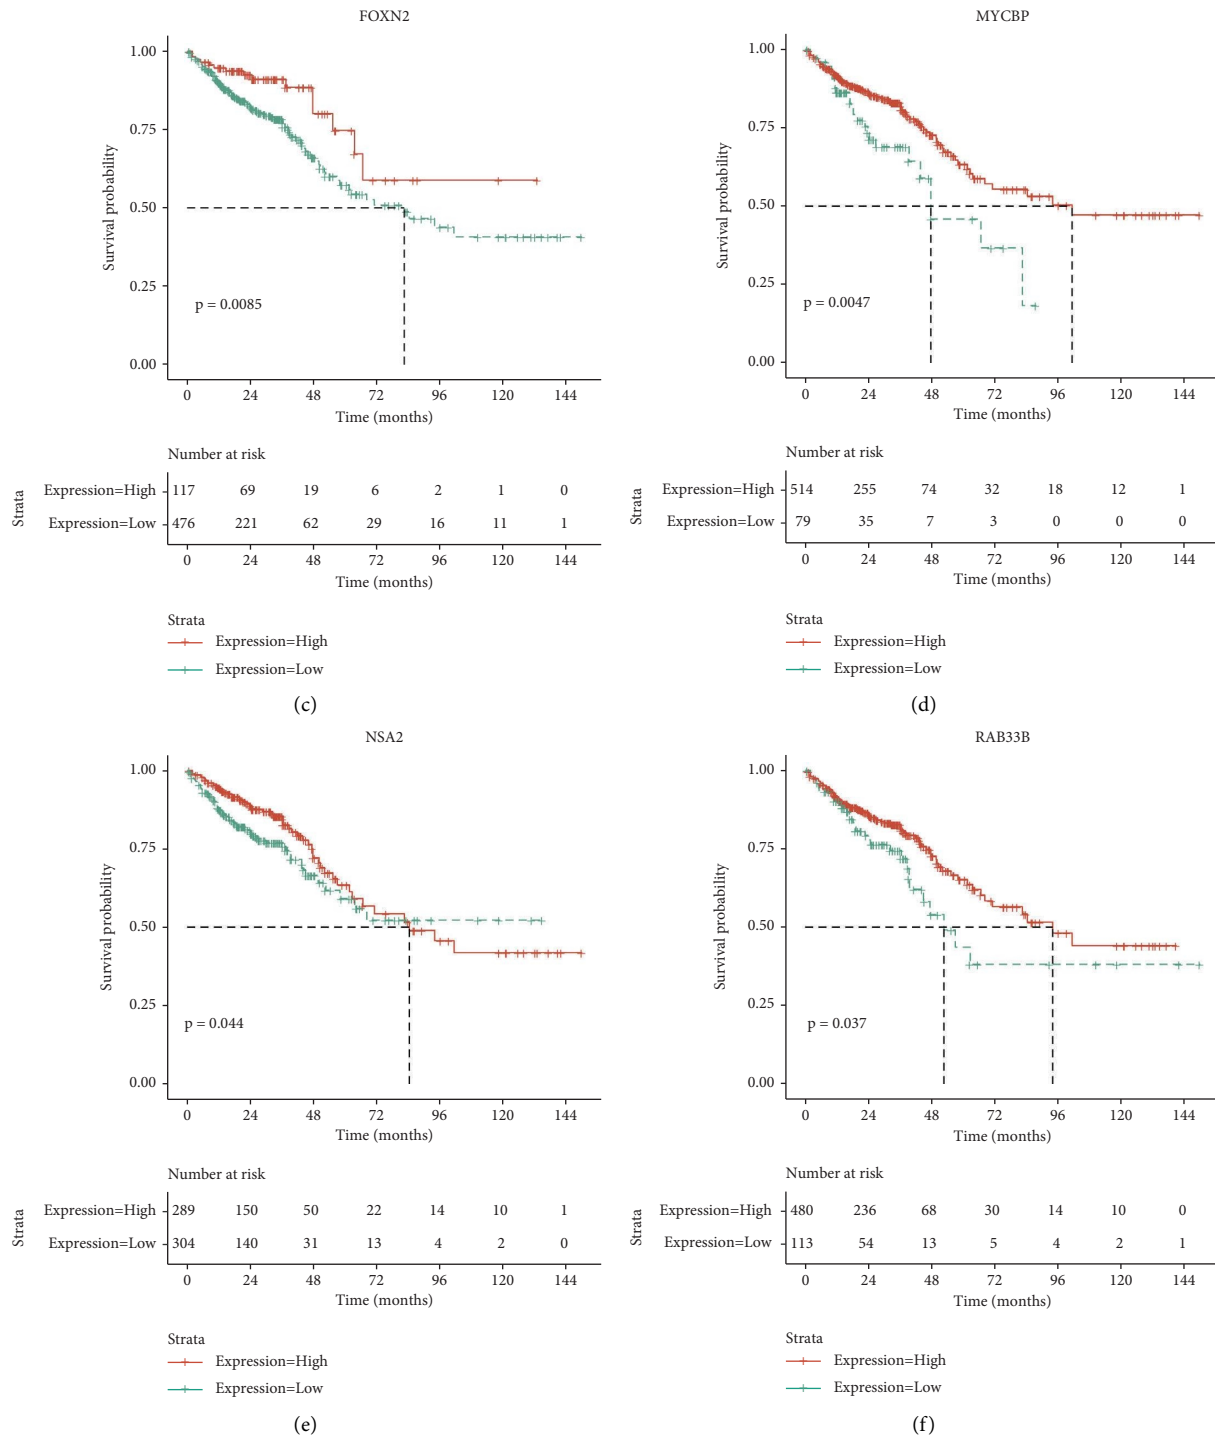 FOXN2
1.00
0.75
0.50
0.25
0.00
Survival probability
p = 0.0085
0 24 48 72 96 120 144
Time (months)
Number at risk
Strata
Expression=High 117 69 19 6 2 1 0
Expression=Low 476 221 62 29 16 11 1
0 24 48 72 96 120 144
Time (months)
Strata
Expression=High
Expression=Low
(c)
MYCBP
1.00
0.75
0.50
0.25
0.00
Survival probability
p = 0.0047
0 24 48 72 96 120 144
Time (months)
Number at risk
Strata
Expression=High 514 255 74 32 18 12 1
Expression=Low 79 35 7 3 0 0 0
0 24 48 72 96 120 144
Time (months)
Strata
Expression=High
Expression=Low
(d)
NSA2
1.00
0.75
0.50
0.25
0.00
Survival probability
p = 0.044
0 24 48 72 96 120 144
Time (months)
Number at risk
Strata
Expression=High 289 150 50 22 14 10 1
Expression=Low 304 140 31 13 4 2 0
0 24 48 72 96 120 144
Time (months)
Strata
Expression=High
Expression=Low
(e)
RAB33B
1.00
0.75
0.50
0.25
0.00
Survival probability
p = 0.037
0 24 48 72 96 120 144
Time (months)
Number at risk
Strata
Expression=High 480 236 68 30 14 10 0
Expression=Low 113 54 13 5 4 2 1
0 24 48 72 96 120 144
Time (months)
Strata
Expression=High
Expression=Low
(f)